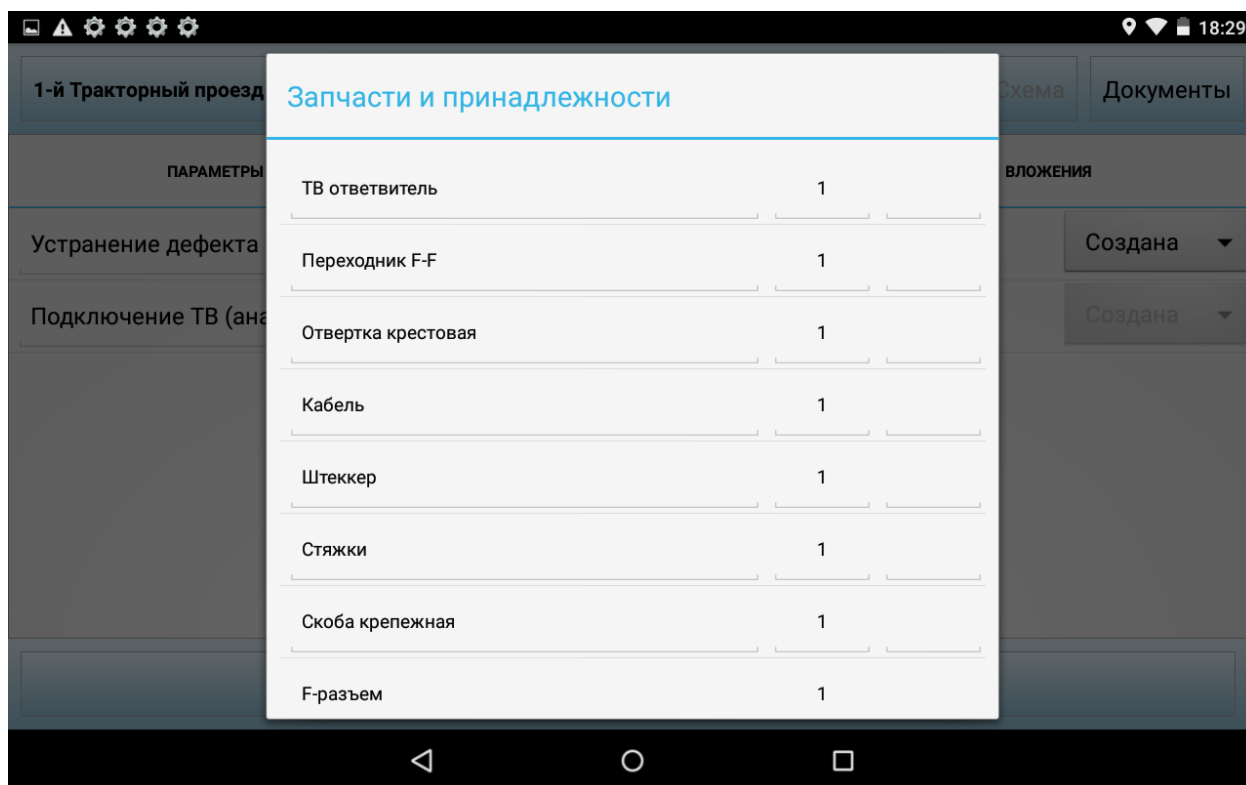 18:29
1-й Тракторный проезд
Схема
Документы
Запчасти и принадлежности
ПАРАМЕТРЫ
ВЛОЖЕНИЯ
ТВ ответвитель 1
Устранение дефекта
Создана
Переходник F-F 1
Подключение ТВ (ана
Создана
Отвертка крестовая 1
Кабель 1
Штеккер 1
Стяжки 1
Скоба крепежная 1
F-разъем 1